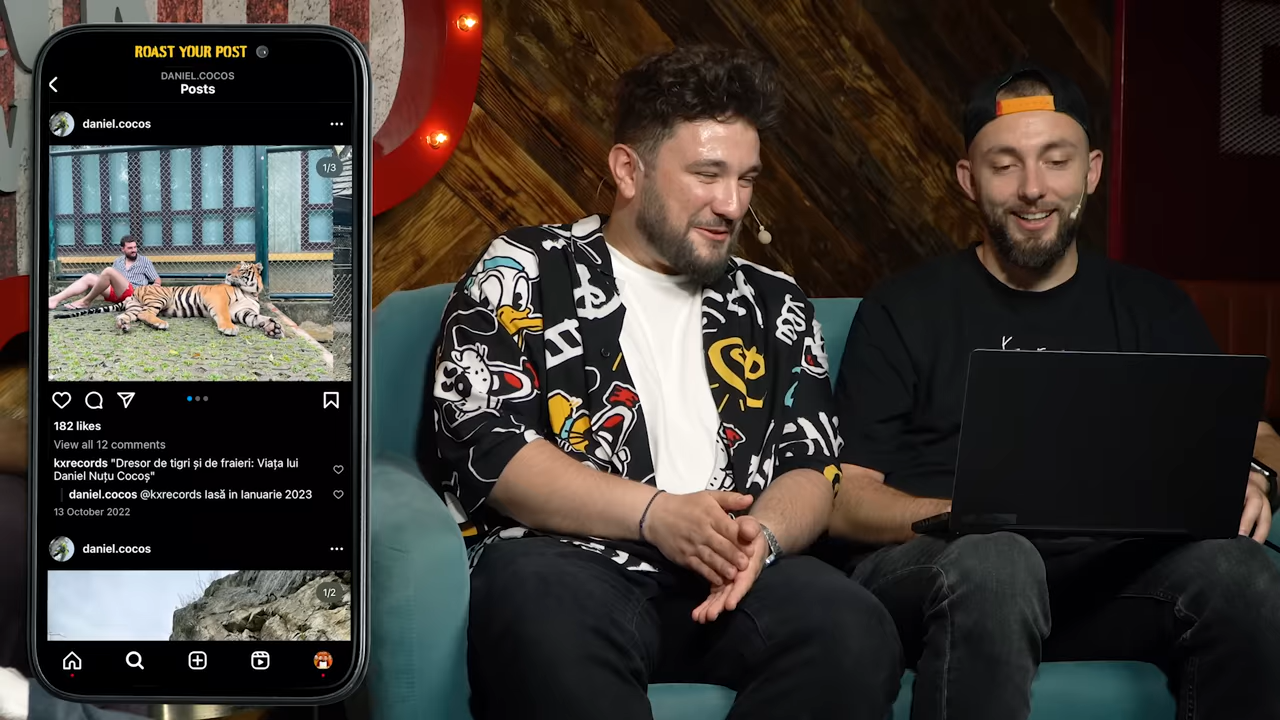 ROAST YOUR POST
DANIEL.COCOS
Posts
daniel.cocos
1/3
182 likes
View all 12 comments
kxrecords "Dresor de tigri și de fraieri: Viața lui
Daniel Nuțu Cocoș"
daniel.cocos @kxrecords lasă in Ianuarie 2023
13 October 2022
daniel.cocos
1/2